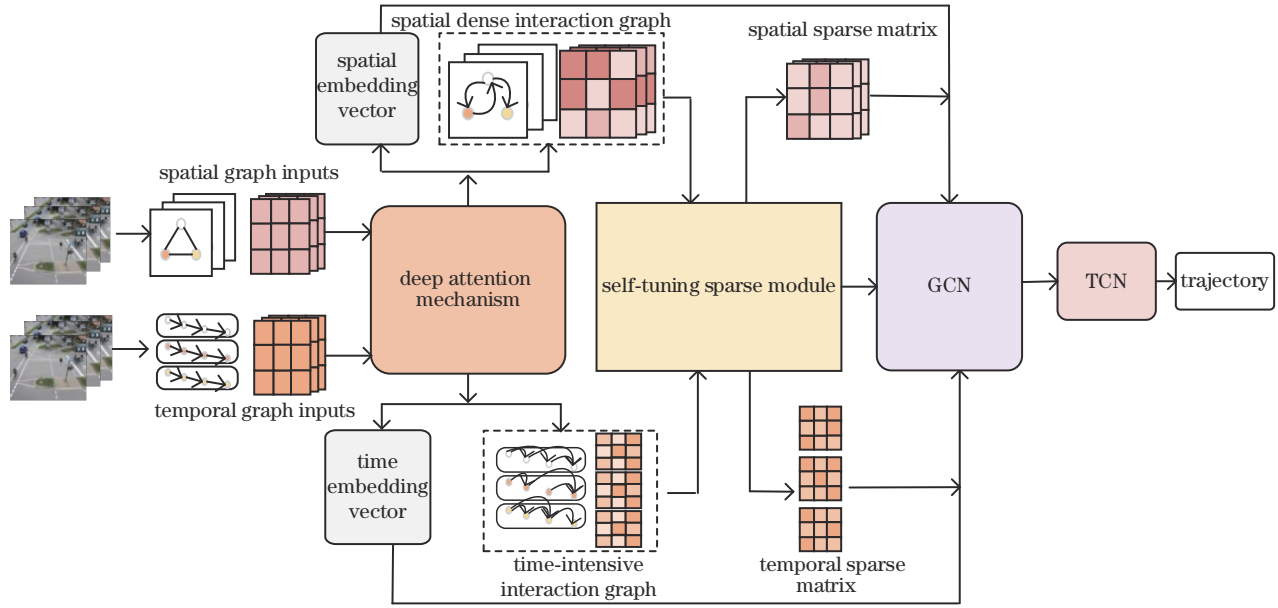 spatial dense interaction graph
spatial sparse matrix
spatial
embedding
vector
spatial graph inputs
deep attention
mechanism
self-tuning sparse module
GCN
TCN
trajectory
temporal graph inputs
time
embedding
vector
time-intensive
interaction graph
temporal sparse
matrix